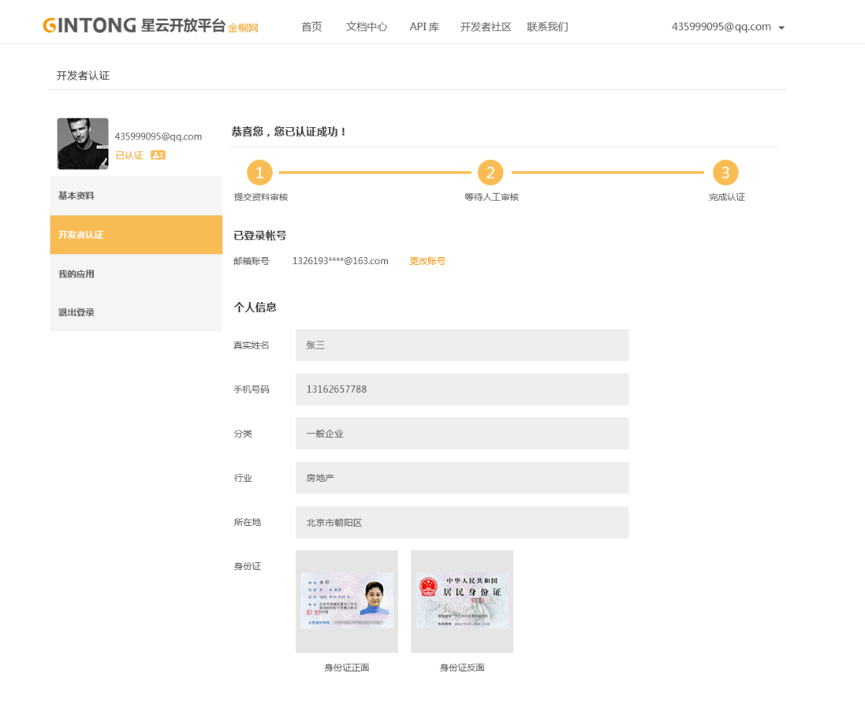 GINTONG 星云开放平台 金桐网
首页 文档中心 API 库 开发者社区 联系我们 435999095@qq.com
开发者认证
435999095@qq.com
已认证
基本资料
开发者认证
我的应用
退出登录
恭喜您，您已认证成功！
1 2 3
提交资料审核 等待人工审核 完成认证
已登录帐号
邮箱账号 1326193****@163.com 更改账号
个人信息
真实姓名 张三
手机号码 13162657788
分类 一般企业
行业 房地产
所在地 北京市朝阳区
身份证
中华人民共和国
居民身份证
身份证正面 身份证反面